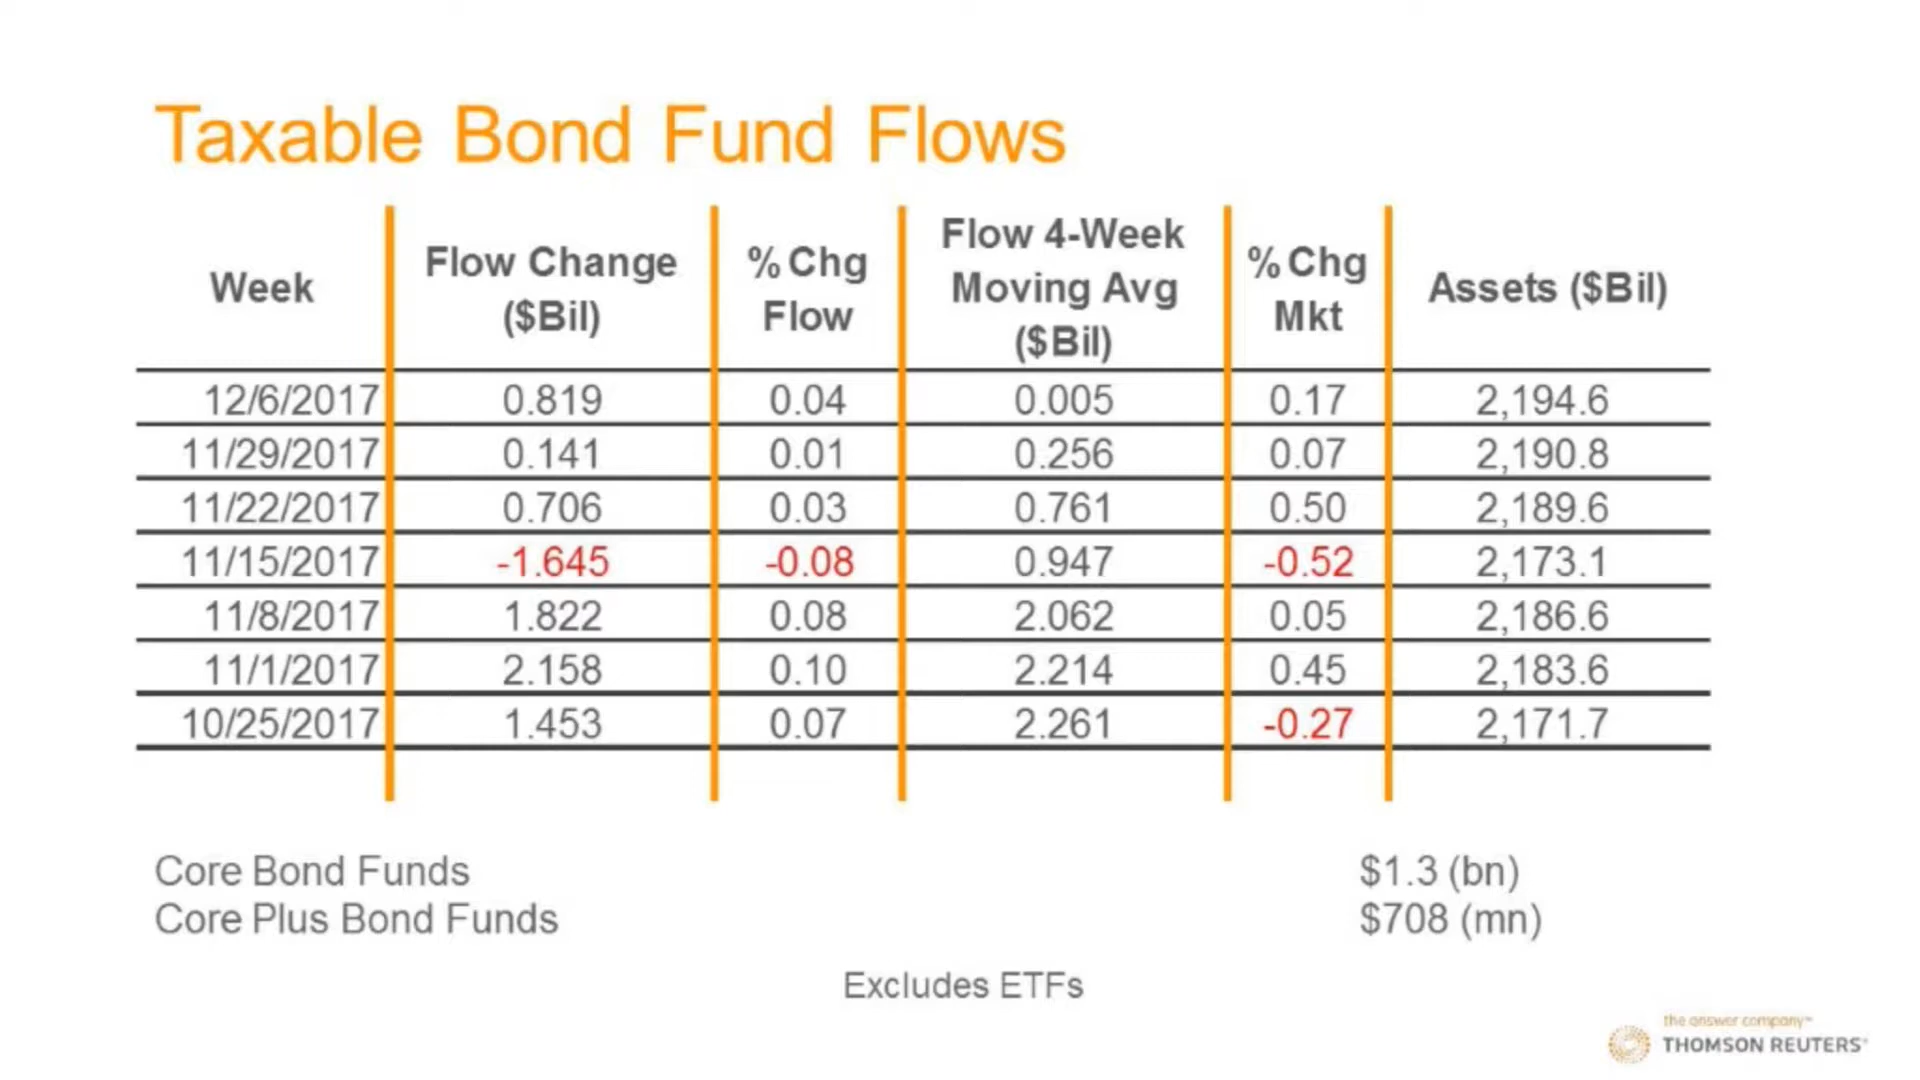 Taxable Bond Fund Flows
Week Flow Change ($Bil) % Chg Flow Flow 4-Week Moving Avg ($Bil) % Chg Mkt Assets ($Bil)
12/6/2017 0.819 0.04 0.005 0.17 2,194.6
11/29/2017 0.141 0.01 0.256 0.07 2,190.8
11/22/2017 0.706 0.03 0.761 0.50 2,189.6
11/15/2017 -1.645 -0.08 0.947 -0.52 2,173.1
11/8/2017 1.822 0.08 2.062 0.05 2,186.6
11/1/2017 2.158 0.10 2.214 0.45 2,183.6
10/25/2017 1.453 0.07 2.261 -0.27 2,171.7
Core Bond Funds $1.3 (bn)
Core Plus Bond Funds $708 (mn)
Excludes ETFs
the answer company™
THOMSON REUTERS®